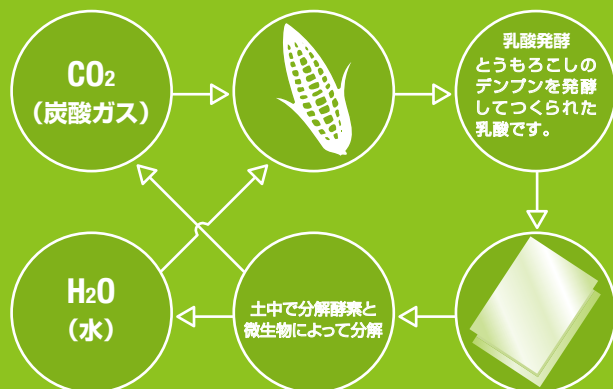 CO₂
（炭酸ガス）
乳酸発酵
とうもろこしの
デンプンを発酵
してつくられた
乳酸です。
H₂O
（水）
土中で分解酵素と
微生物によって分解